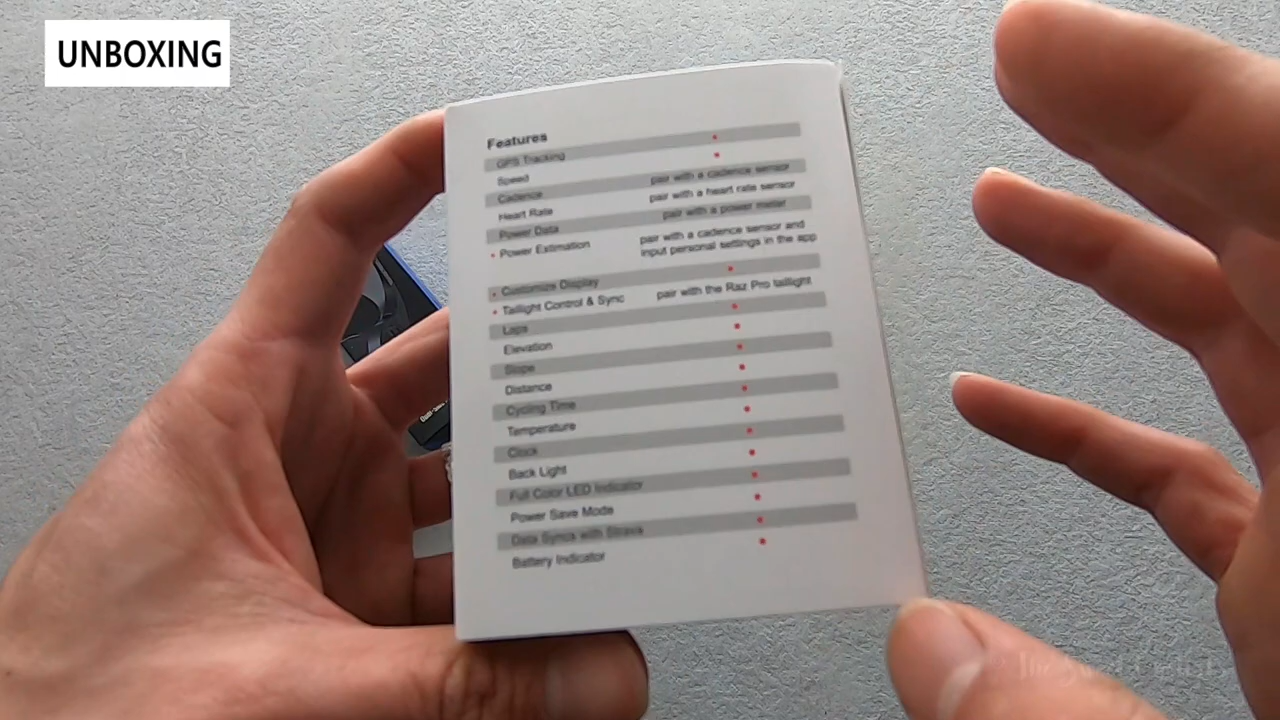 UNBOXING
Features
GPS Tracking
Speed
Cadence pair with a cadence sensor
Heart Rate pair with a heart rate sensor
Power Data pair with a power meter
• Power Estimation pair with a cadence sensor and
input personal settings in the app
• Customize Display
• Taillight Control & Sync pair with the Raz Pro taillight
Laps
Elevation
Slope
Distance
Cycling Time
Temperature
Clock
Back Light
Full Color LED Indicator
Power Save Mode
Data Syncs with Strava
Battery Indicator